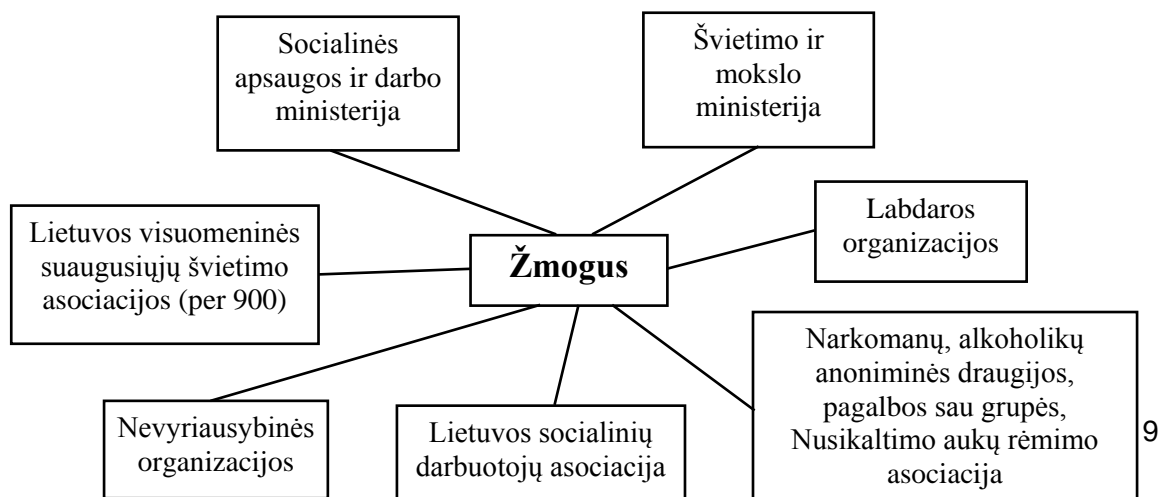 Socialinės
apsaugos ir darbo
ministerija
Švietimo ir
mokslo
ministerija
Lietuvos visuomeninės
suaugusiųjų švietimo
asociacijos (per 900)
Žmogus
Labdaros
organizacijos
Nevyriausybinės
organizacijos
Lietuvos socialinių
darbuotojų asociacija
Narkomanų, alkoholikų
anoniminės draugijos,
pagalbos sau grupės,
Nusikaltimo aukų rėmimo
asociacija
9